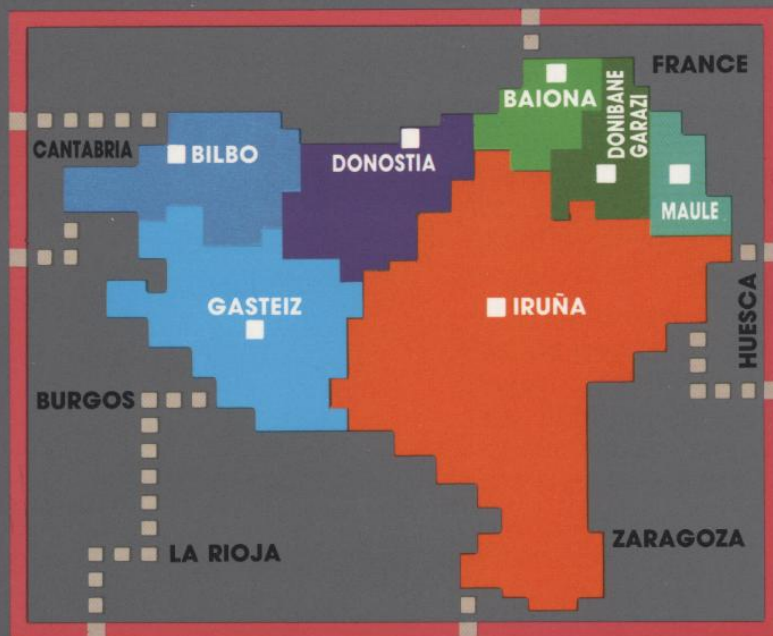 FRANCE
BAIONA
DONIBANE
GARAZI
CANTABRIA
BILBO
DONOSTIA
MAULE
GASTEIZ
IRUÑA
HUESCA
BURGOS
LA RIOJA
ZARAGOZA